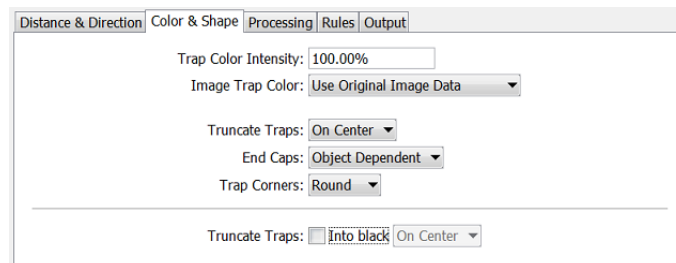 Distance & Direction Color & Shape Processing Rules Output
Trap Color Intensity: 100.00%
Image Trap Color: Use Original Image Data
Truncate Traps: On Center
End Caps: Object Dependent
Trap Corners: Round
Truncate Traps: Into black On Center